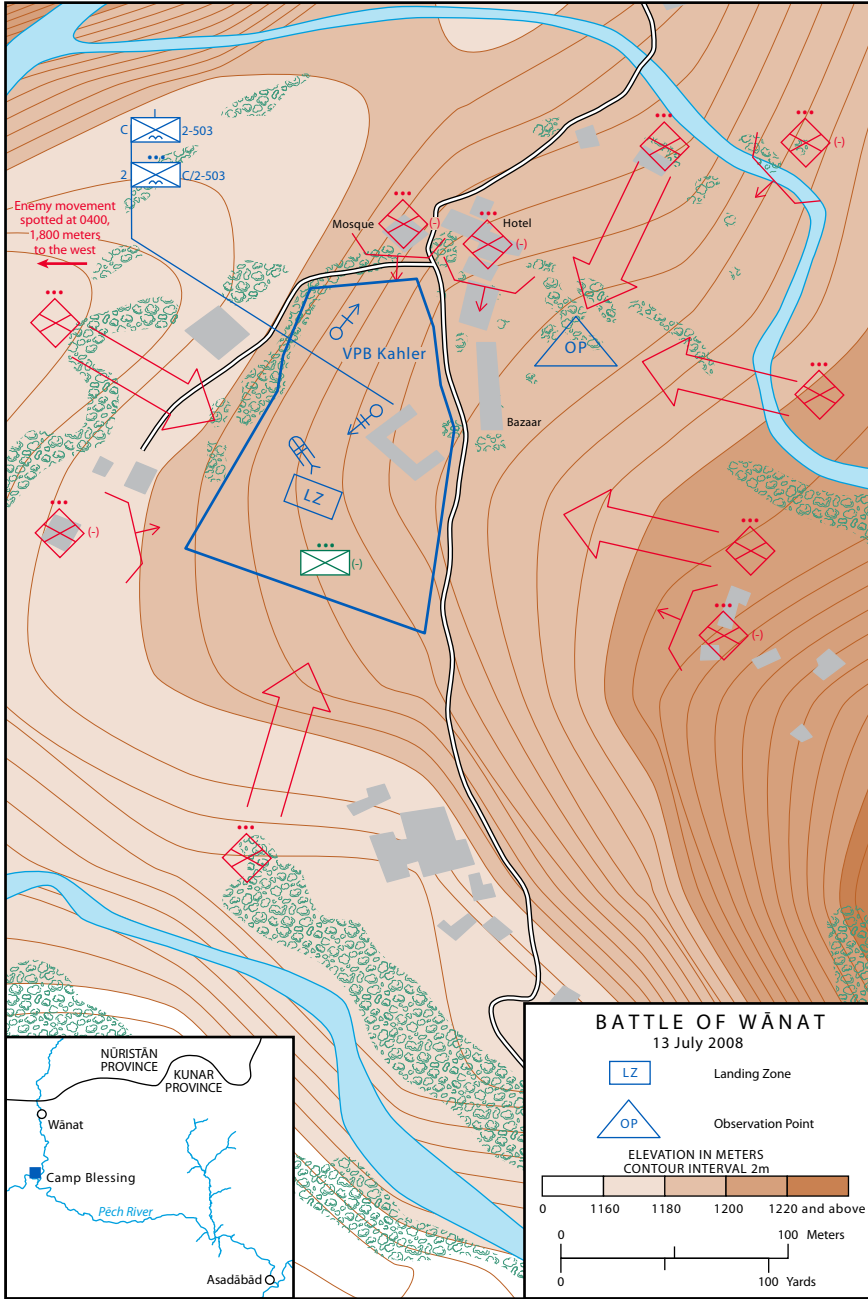 C
2-503
2
C/2-503
Enemy movement
spotted at 0400,
1,800 meters
to the west
Mosque
(-)
Hotel
(-)
(-)
VPB Kahler
OP
Bazaar
LZ
(-)
(-)
(-)
NŪRISTĀN
PROVINCE
KUNAR
PROVINCE
Wānat
Camp Blessing
Pēch River
Asadābād
BATTLE OF WĀNAT
13 July 2008
LZ
Landing Zone
OP
Observation Point
ELEVATION IN METERS
CONTOUR INTERVAL 2m
0 1160 1180 1200 1220 and above
0 100 Meters
0 100 Yards